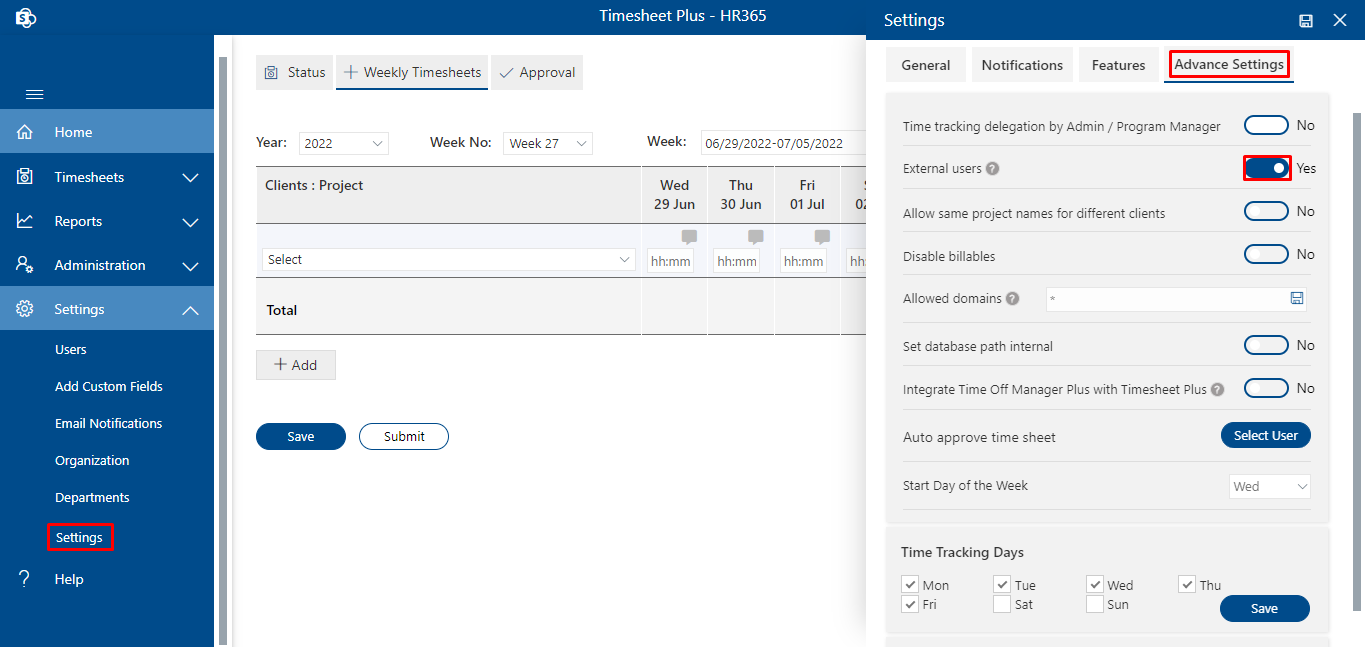 Timesheet Plus - HR365
Home
Timesheets
Reports
Administration
Settings
Users
Add Custom Fields
Email Notifications
Organization
Departments
Settings
? Help
Status
Weekly Timesheets
Approval
Year: 2022 Week No: Week 27 Week: 06/29/2022-07/05/2022
Clients : Project Wed Thu Fri
29 Jun 30 Jun 01 Jul 02
Select hh:mm hh:mm hh:mm hh:
Total
Add
Save Submit
Settings
General Notifications Features Advance Settings
Time tracking delegation by Admin / Program Manager No
External users ? Yes
Allow same project names for different clients No
Disable billables No
Allowed domains ? *
Set database path internal No
Integrate Time Off Manager Plus with Timesheet Plus ? No
Auto approve time sheet Select User
Start Day of the Week Wed
Time Tracking Days
Mon Tue Wed Thu
Fri Sat Sun
Save